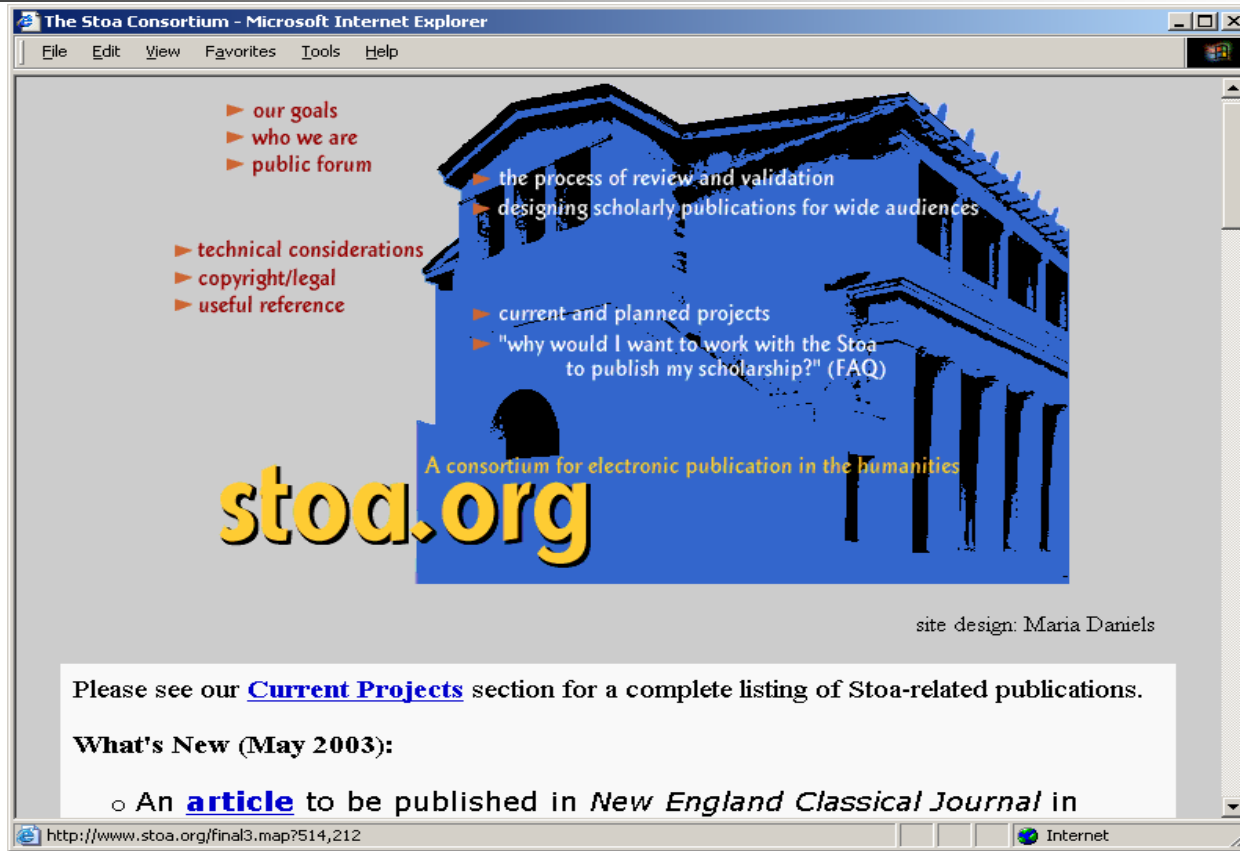 The Stoa Consortium - Microsoft Internet Explorer
File Edit View Favorites Tools Help
our goals
who we are
public forum
the process of review and validation
designing scholarly publications for wide audiences
technical considerations
copyright/legal
useful reference
current and planned projects
"why would I want to work with the Stoa
to publish my scholarship?" (FAQ)
A consortium for electronic publication in the humanities
stoa.org
site design: Maria Daniels
Please see our Current Projects section for a complete listing of Stoa-related publications.
What's New (May 2003):
An article to be published in New England Classical Journal in
http://www.stoa.org/final3.map?514,212
Internet